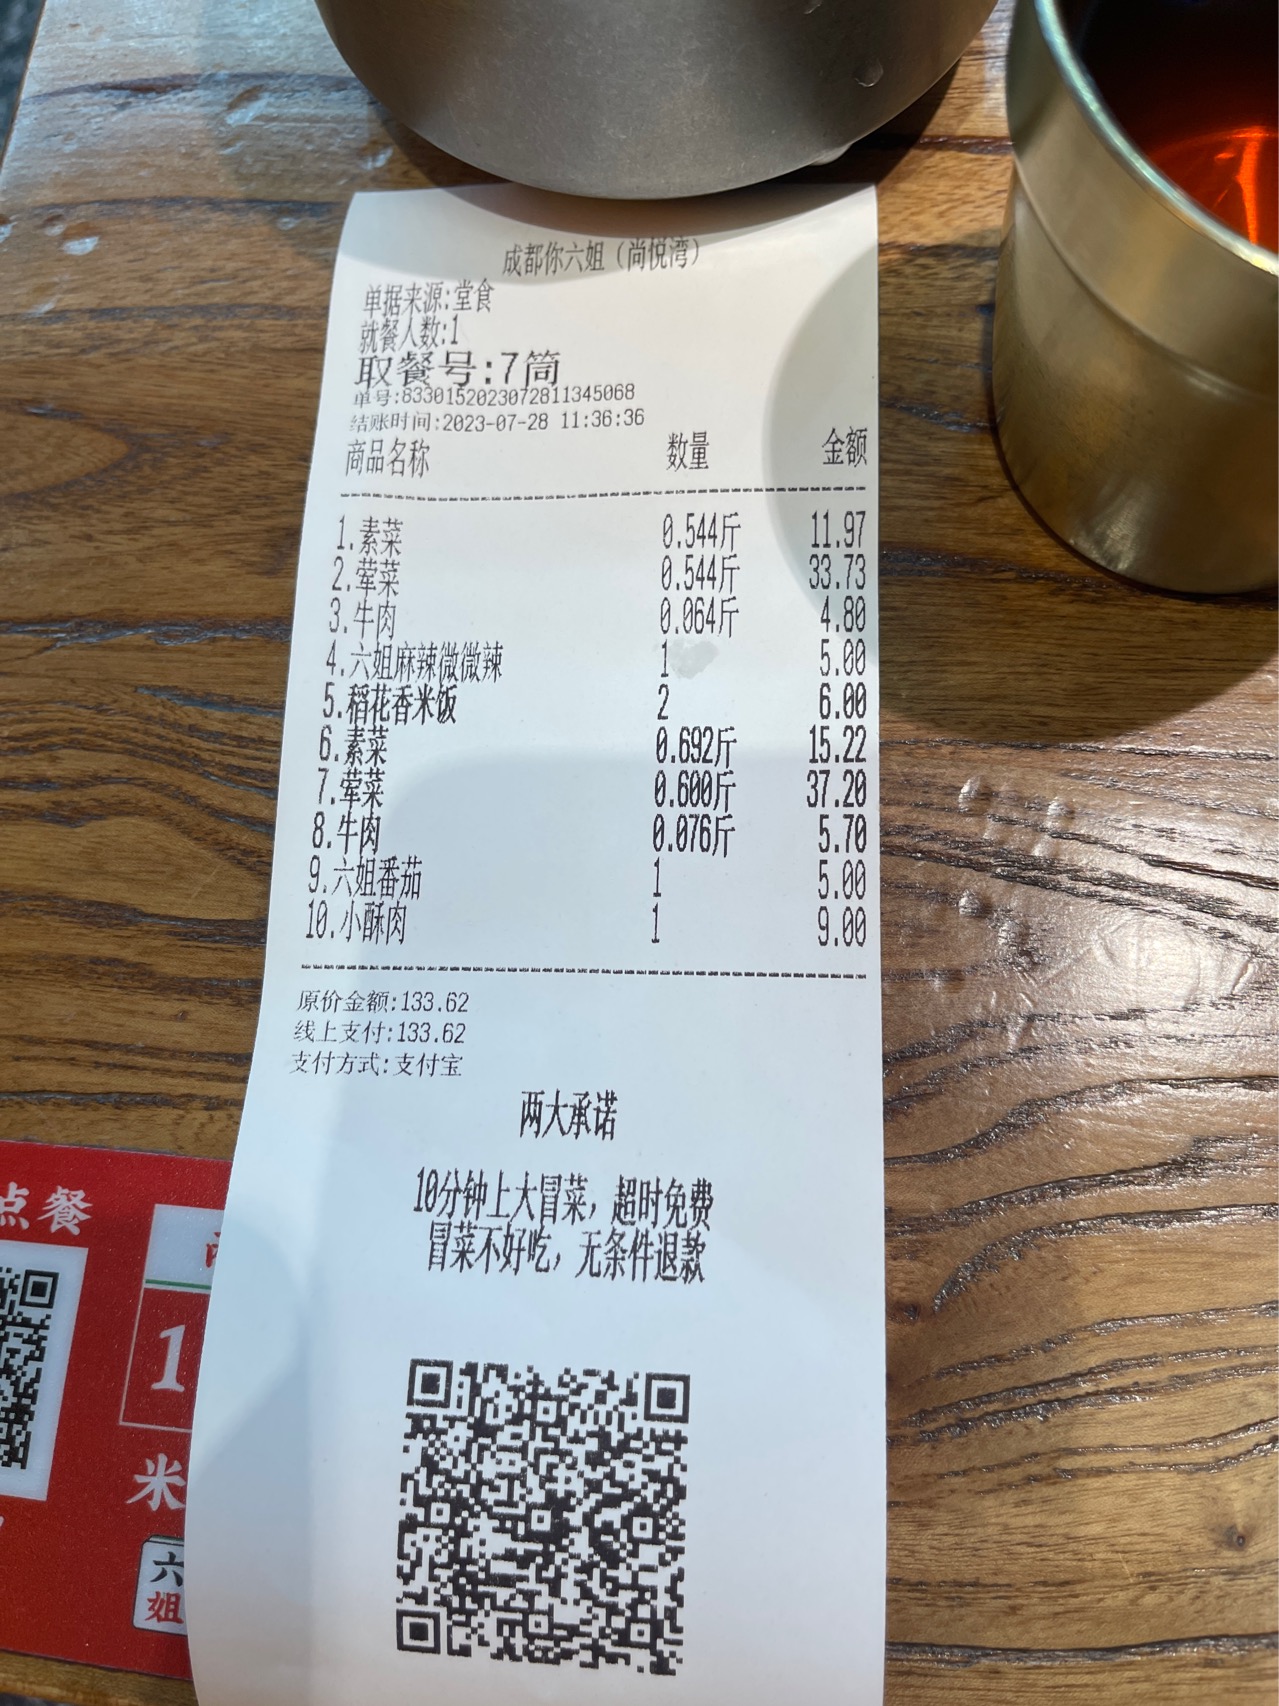 成都你六姐（尚悦湾）
单据来源:堂食
就餐人数:1
取餐号:7筒
单号:8330152023072811345068
结账时间:2023-07-28 11:36:36
商品名称 数量 金额
1.素菜 0.544斤 11.97
2.荤菜 0.544斤 33.73
3.牛肉 0.064斤 4.80
4.六姐麻辣微微辣 1 5.00
5.稻花香米饭 2 6.00
6.素菜 0.692斤 15.22
7.荤菜 0.600斤 37.20
8.牛肉 0.076斤 5.70
9.六姐番茄 1 5.00
10.小酥肉 1 9.00
原价金额:133.62
线上支付:133.62
支付方式:支付宝
两大承诺
10分钟上大冒菜，超时免费
冒菜不好吃，无条件退款
点餐
1
米
六
姐